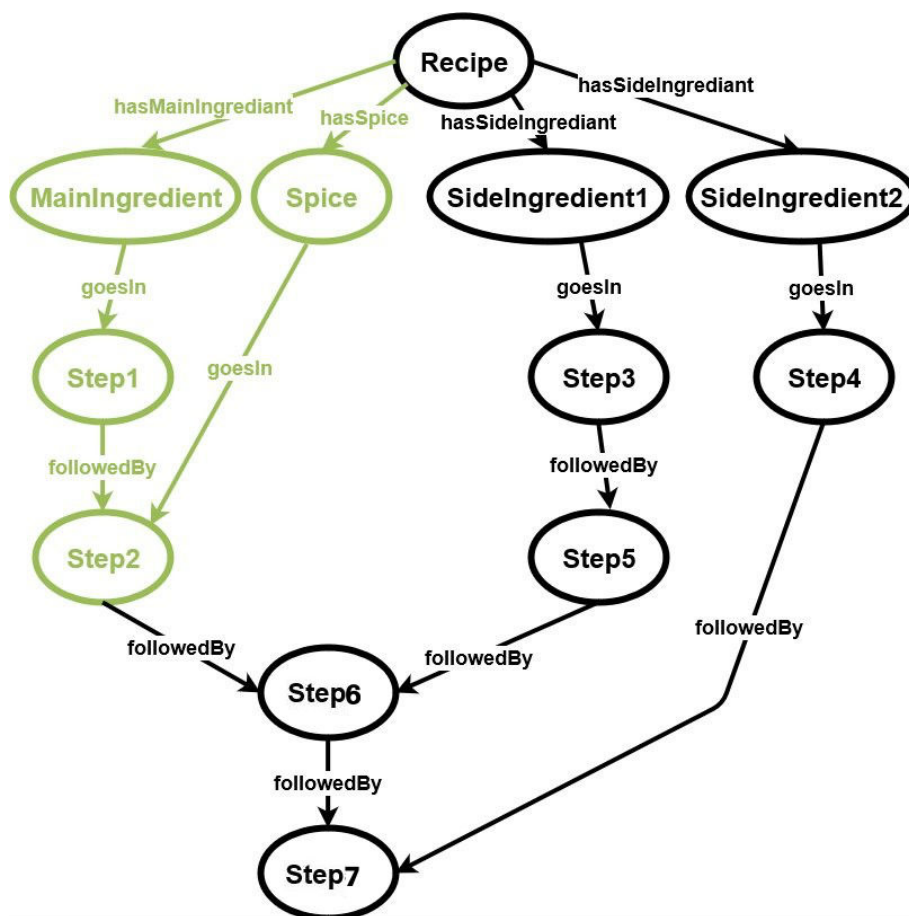 Recipe
hasMainIngrediant
hasSpice
hasSideIngrediant
hasSideIngrediant
MainIngredient
Spice
SideIngredient1
SideIngredient2
goesIn
goesIn
goesIn
goesIn
Step1
Step3
Step4
followedBy
followedBy
Step2
Step5
followedBy
followedBy
followedBy
Step6
followedBy
Step7